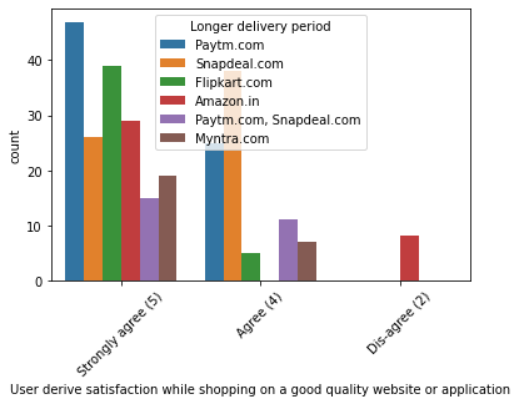 Longer delivery period
Paytm.com
Snapdeal.com
Flipkart.com
Amazon.in
Paytm.com, Snapdeal.com
Myntra.com
count
40
30
20
10
0
Strongly agree (5)
Agree (4)
Dis-agree (2)
User derive satisfaction while shopping on a good quality website or application